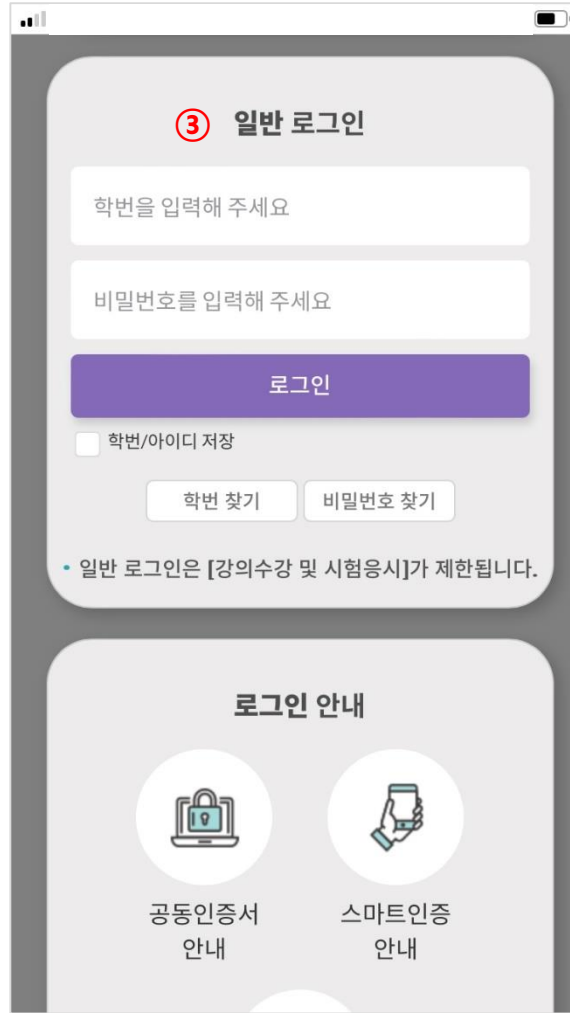 ③ 일반 로그인
학번을 입력해 주세요
비밀번호를 입력해 주세요
로그인
학번/아이디 저장
학번 찾기 비밀번호 찾기
• 일반 로그인은 [강의수강 및 시험응시]가 제한됩니다.
로그인 안내
공동인증서 스마트인증
안내 안내